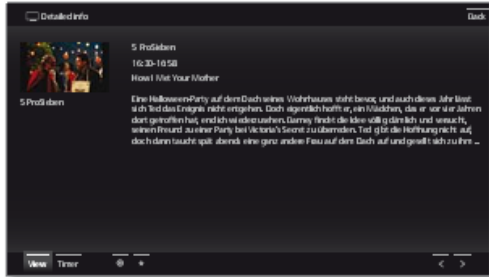 Detailed info
Back
5 ProSieben
16:30-16:58
How I Met Your Mother
5 ProSieben
Eine Halloween-Party auf dem Dach seines Wohnhauses steht bevor, und auch dieses Jahr lässt
sich Ted das Ereignis nicht entgehen. Doch eigentlich hofft er, ein Mädchen, das er vor vier Jahren
dort getroffen hat, endlich wiederzusehen. Barney findet die Idee völlig dämlich und versucht,
seinen Freund zu einer Party bei Victoria's Secret zu überreden. Ted gibt die Hoffnung nicht auf,
doch dann taucht spät abends eine ganz andere Frau auf dem Dach auf und gesellt sich zu ihm ...
View Timer